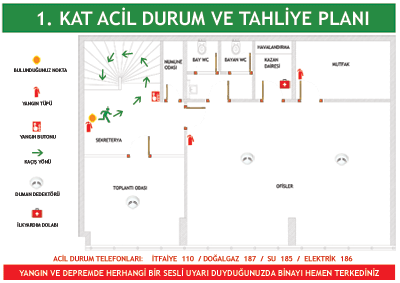 1. KAT ACİL DURUM VE TAHLİYE PLANI
BULUNDUĞUNUZ NOKTA
YANGIN TÜPÜ
YANGIN BUTONU
KAÇIŞ YÖNÜ
DUMAN DEDEKTÖRÜ
İLKYARDIM DOLABI
NUMUNE
ODASI
BAY WC
BAYAN WC
HAVALANDIRMA
KAZAN
DAİRESİ
MUTFAK
SEKRETERYA
TOPLANTI ODASI
OFİSLER
ACİL DURUM TELEFONLARI: İTFAİYE 110 / DOĞALGAZ 187 / SU 185 / ELEKTRİK 186
YANGIN VE DEPREMDE HERHANGİ BİR SESLİ UYARI DUYDUĞUNUZDA BİNAYI HEMEN TERKEDİNİZ